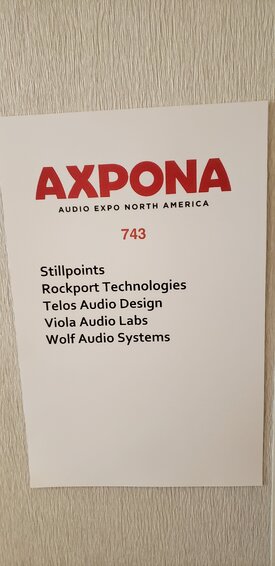 AXPONA
AUDIO EXPO NORTH AMERICA
743
Stillpoints
Rockport Technologies
Telos Audio Design
Viola Audio Labs
Wolf Audio Systems